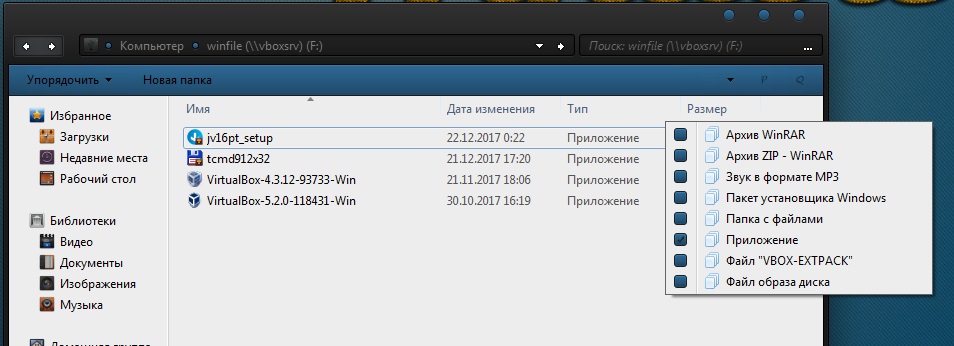 Компьютер winfile (\\vboxsrv) (F:) Поиск: winfile (\\vboxsrv) (F:) ...
Упорядочить Новая папка
Имя Дата изменения Тип Размер
Избранное
Загрузки
Недавние места
Рабочий стол
Библиотеки
Видео
Документы
Изображения
Музыка
jv16pt_setup 22.12.2017 0:22 Приложение
tcmd912x32 21.12.2017 17:20 Приложение
VirtualBox-4.3.12-93733-Win 21.11.2017 18:06 Приложение
VirtualBox-5.2.0-118431-Win 30.10.2017 16:19 Приложение
Архив WinRAR
Архив ZIP - WinRAR
Звук в формате MP3
Пакет установщика Windows
Папка с файлами
Приложение
Файл "VBOX-EXTPACK"
Файл образа диска